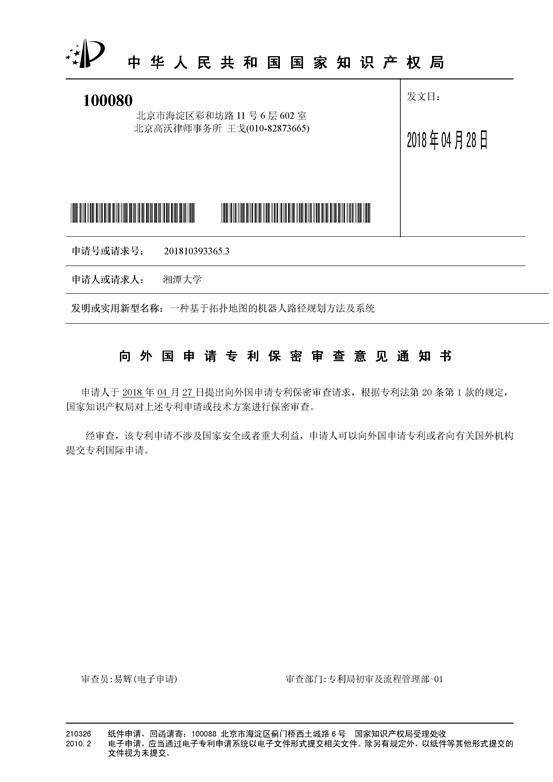 中华人民共和国国家知识产权局
100080
北京市海淀区彩和坊路 11 号 6 层 602 室
北京高沃律师事务所 王戈(010-82873665)
发文日:
2018年04月28日
申请号或请求号: 201810393365.3
申请人或请求人: 湘潭大学
发明或实用新型名称: 一种基于拓扑地图的机器人路径规划方法及系统
向外国申请专利保密审查意见通知书
申请人于 2018 年 04 月 27 日提出向外国申请专利保密审查请求，根据专利法第 20 条第 1 款的规定，
国家知识产权局对上述专利申请或技术方案进行保密审查。
经审查，该专利申请不涉及国家安全或者重大利益，申请人可以向外国申请专利或者向有关国外机构
提交专利国际申请。
审查员:易辉(电子申请)
审查部门:专利局初审及流程管理部-01
210326 纸件申请，回函请寄: 100088 北京市海淀区蓟门桥西土城路 6 号 国家知识产权局受理处收
2010.2 电子申请，应当通过电子专利申请系统以电子文件形式提交相关文件。除另有规定外，以纸件等其他形式提交的
文件视为未提交。